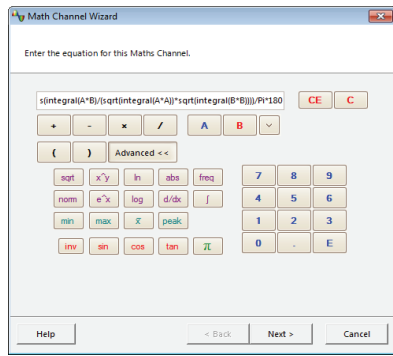 Math Channel Wizard
Enter the equation for this Maths Channel.
s(integral(A*B)/(sqrt(integral(A*A))*sqrt(integral(B*B))))/Pi*180 CE C
+ - × / A B
( ) Advanced <<
sqrt x^y ln abs freq 7 8 9
norm e^x log d/dx ∫ 4 5 6
min max x̄ peak 1 2 3
inv sin cos tan π 0 . E
Help < Back Next > Cancel